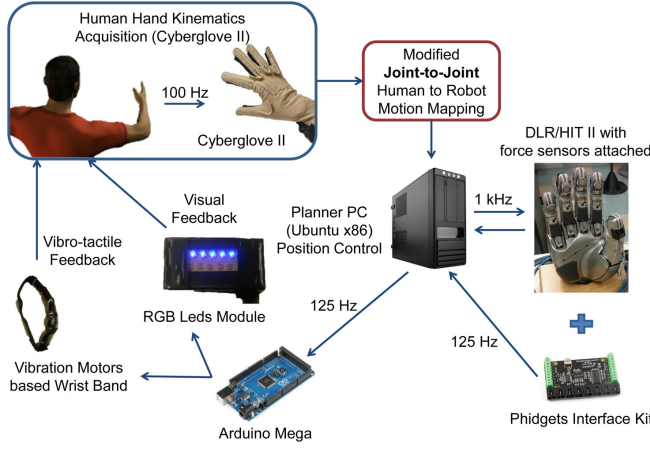 Human Hand Kinematics
Acquisition (Cyberglove II)
100 Hz
Cyberglove II
Modified
Joint-to-Joint
Human to Robot
Motion Mapping
DLR/HIT II with
force sensors attached
1 kHz
Planner PC
(Ubuntu x86)
Position Control
Visual
Feedback
Vibro-tactile
Feedback
RGB Leds Module
125 Hz
125 Hz
Vibration Motors
based Wrist Band
Arduino Mega
Phidgets Interface Kit